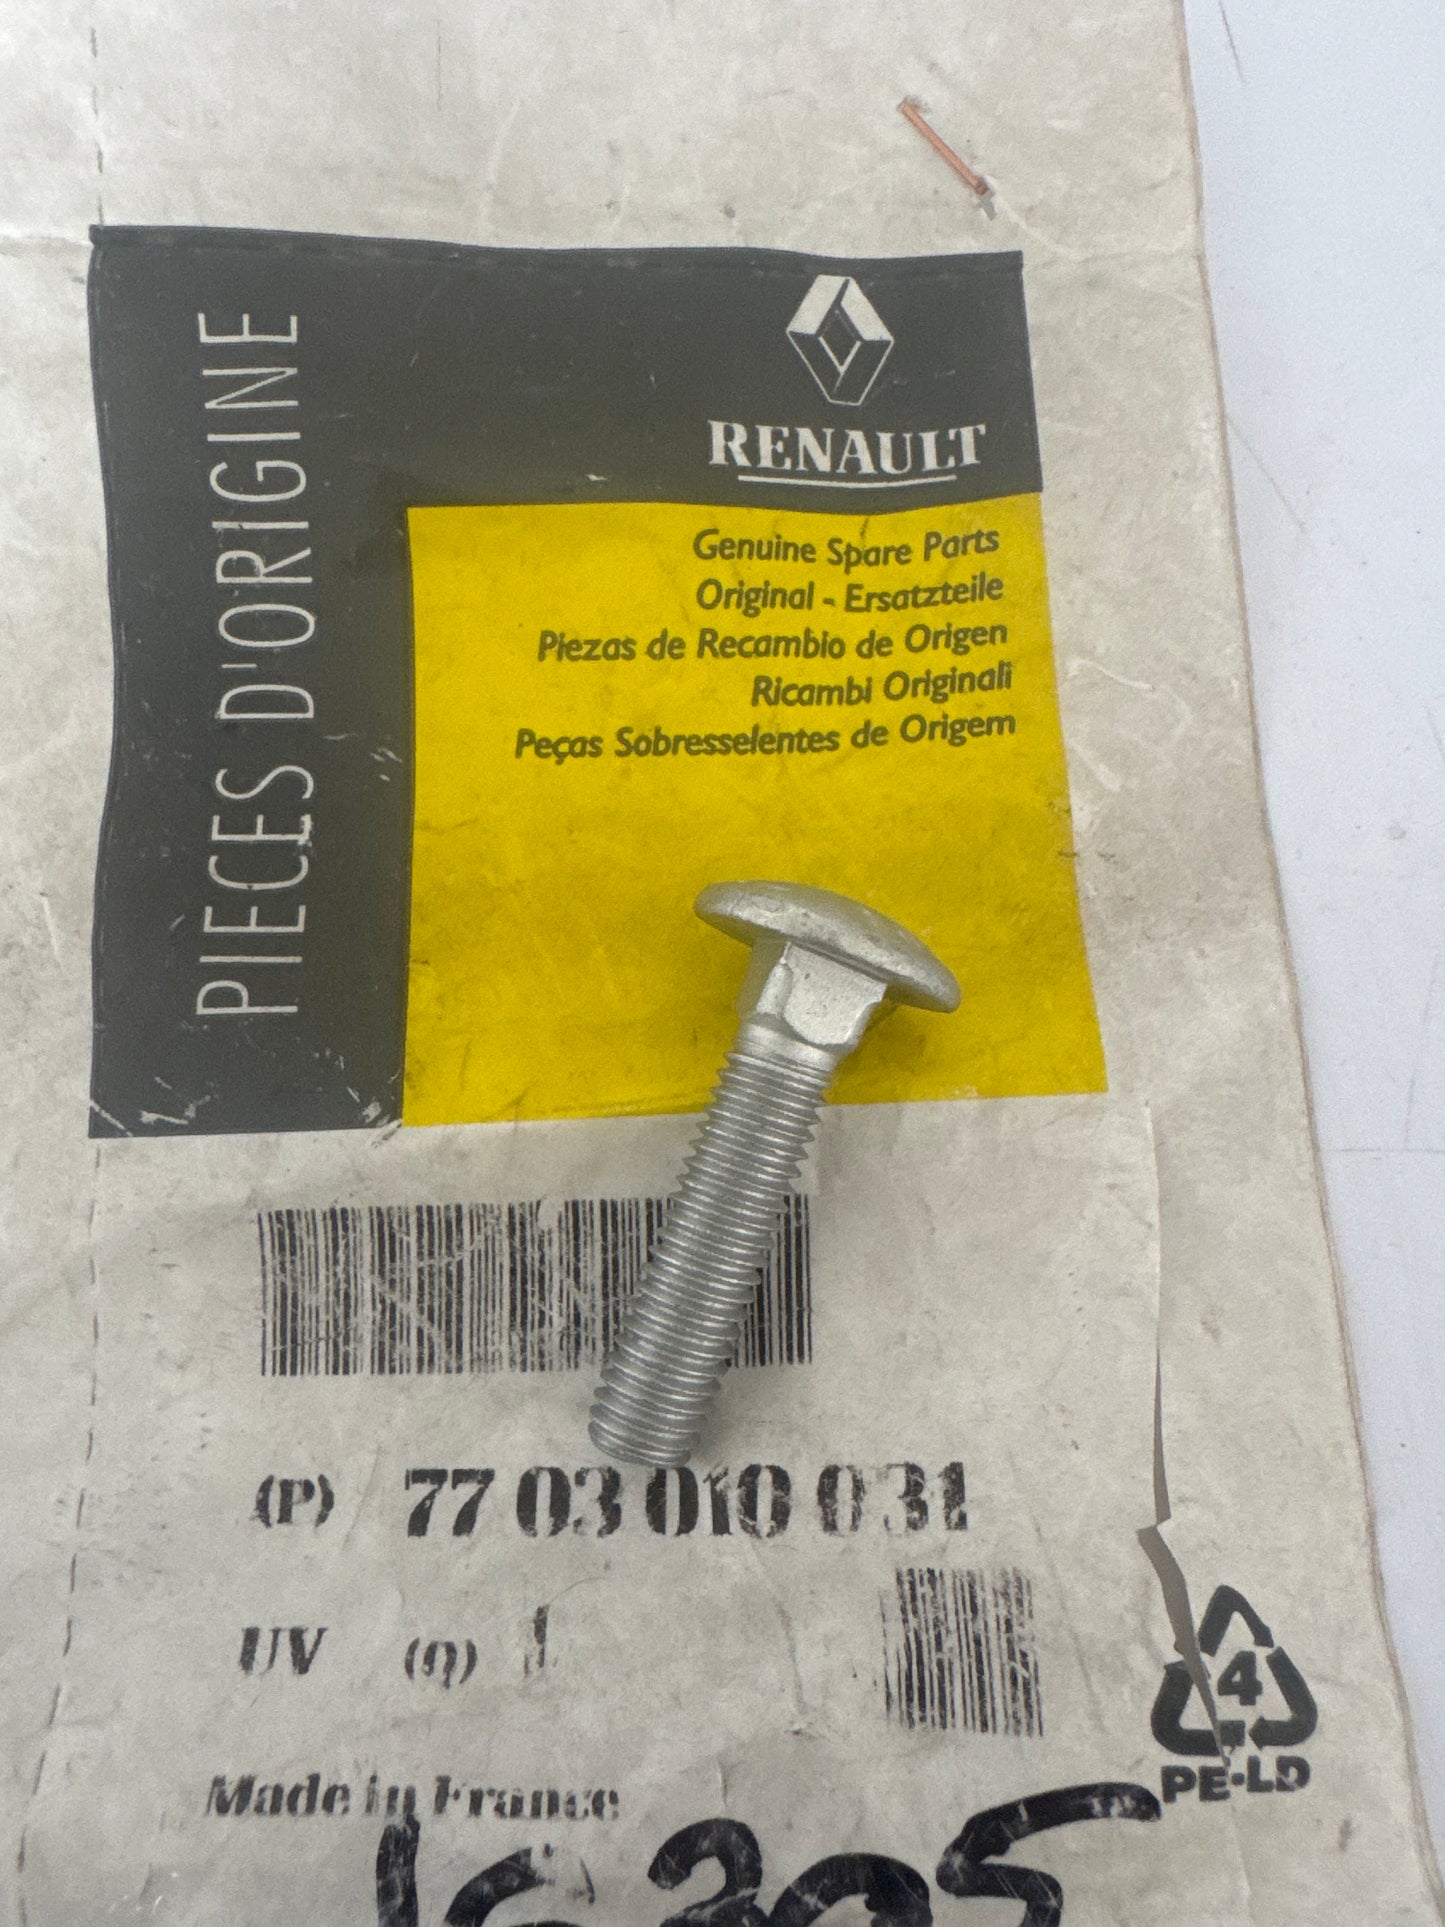 PIECES D'ORIGINE
RENAULT
Genuine Spare Parts
Original - Ersatzteile
Piezas de Recambio de Origen
Ricambi Originali
Peças Sobresselentes de Origem
(P) 77 03 010 031
UV (Q) 1
4
PE-LD
Made in France